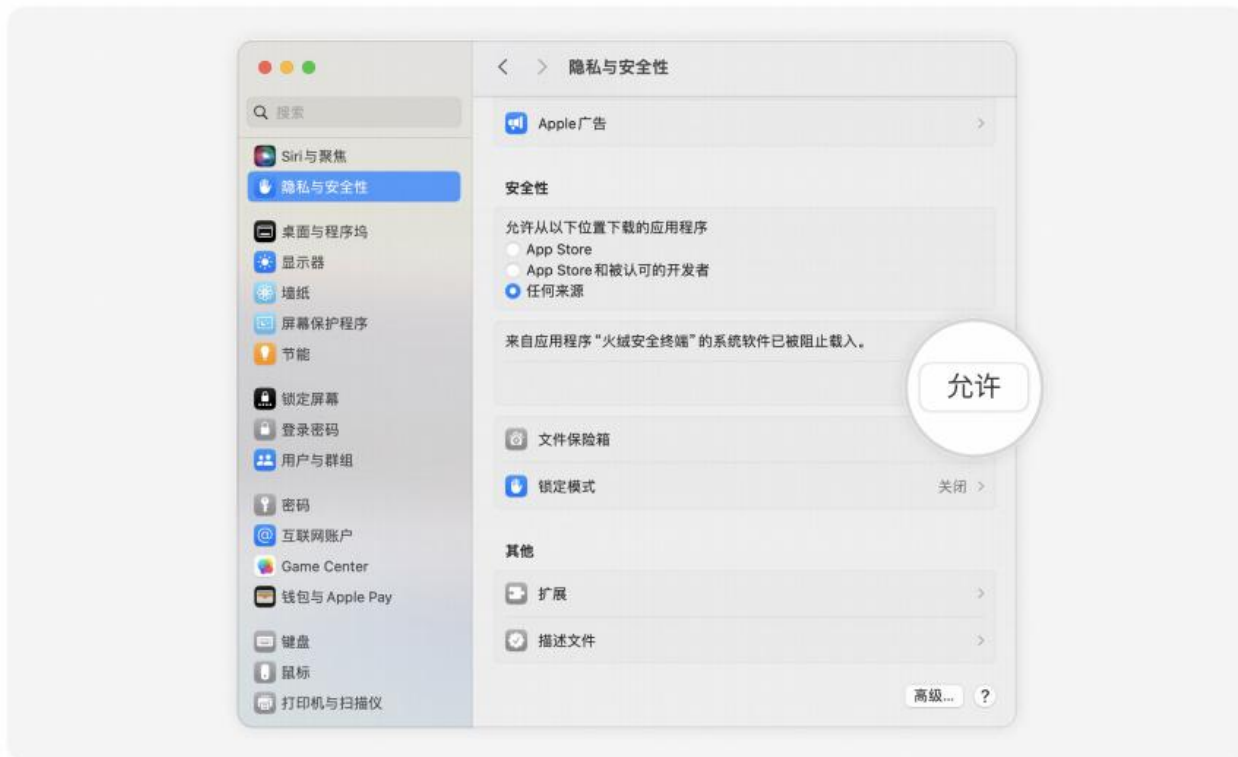 隐私与安全性
搜索
Siri与聚焦
隐私与安全性
桌面与程序坞
显示器
墙纸
屏幕保护程序
节能
锁定屏幕
登录密码
用户与群组
密码
互联网账户
Game Center
钱包与 Apple Pay
键盘
鼠标
打印机与扫描仪
Apple广告
安全性
允许从以下位置下载的应用程序
App Store
App Store和被认可的开发者
任何来源
来自应用程序“火绒安全终端”的系统软件已被阻止载入。
允许
文件保险箱
锁定模式 关闭
其他
扩展
描述文件
高级... ?